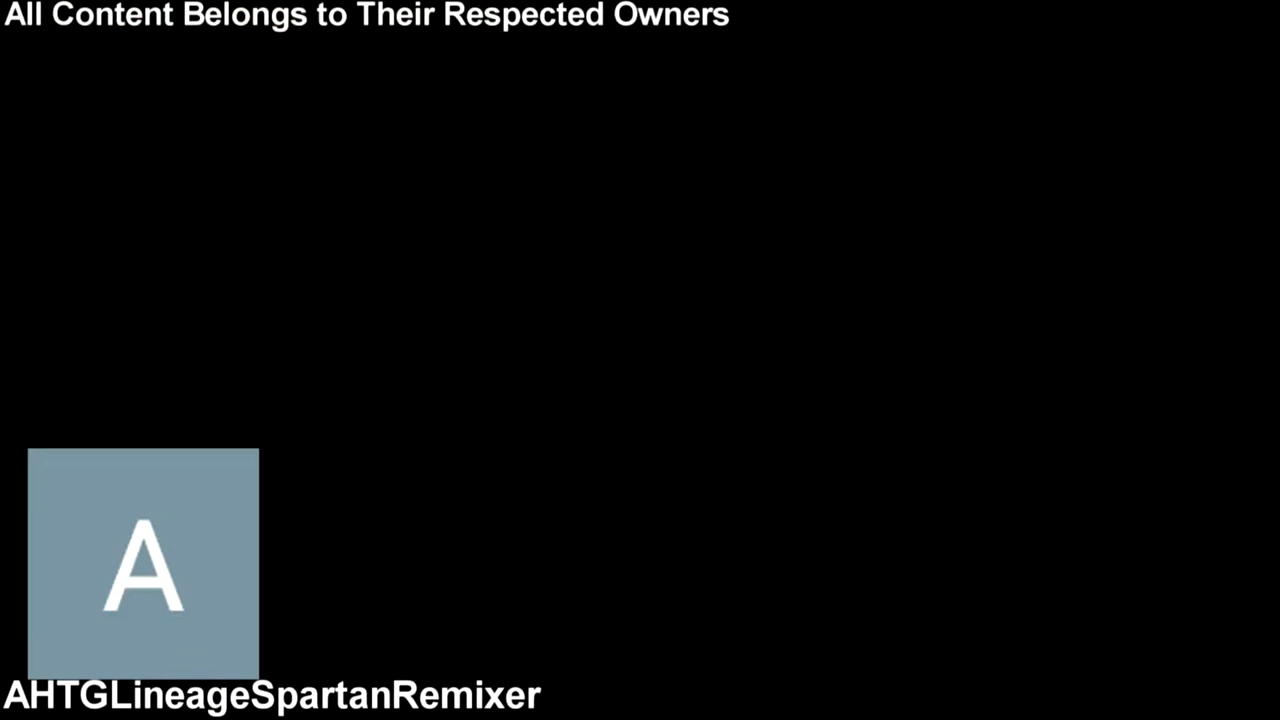 All Content Belongs to Their Respected Owners
A
AHTGLineageSpartanRemixer